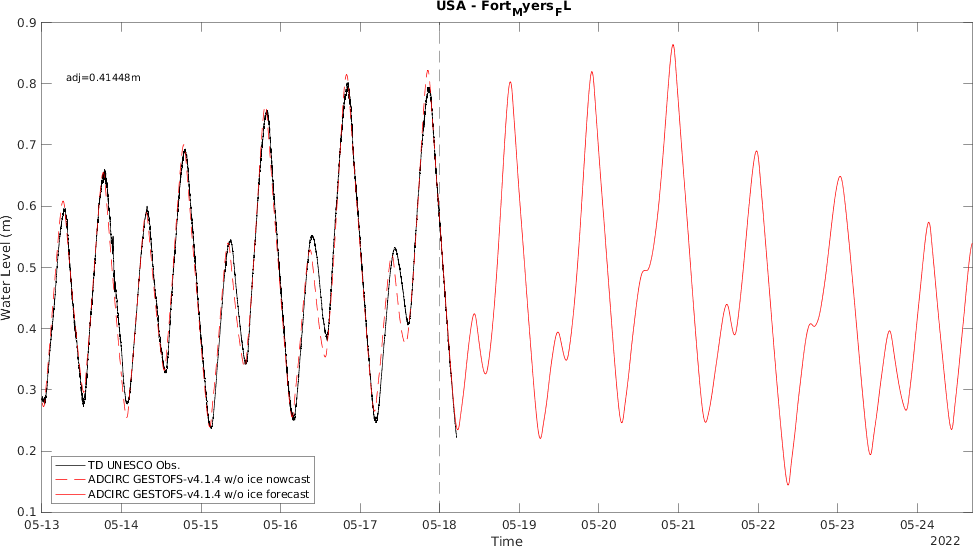 USA - Fort_Myers_FL
0.9
0.8
0.7
0.6
0.5
0.4
0.3
0.2
0.1
Water Level (m)
adj=0.41448m
TD UNESCO Obs.
ADCIRC GESTOFS-v4.1.4 w/o ice nowcast
ADCIRC GESTOFS-v4.1.4 w/o ice forecast
05-13 05-14 05-15 05-16 05-17 05-18 05-19 05-20 05-21 05-22 05-23 05-24
Time
2022